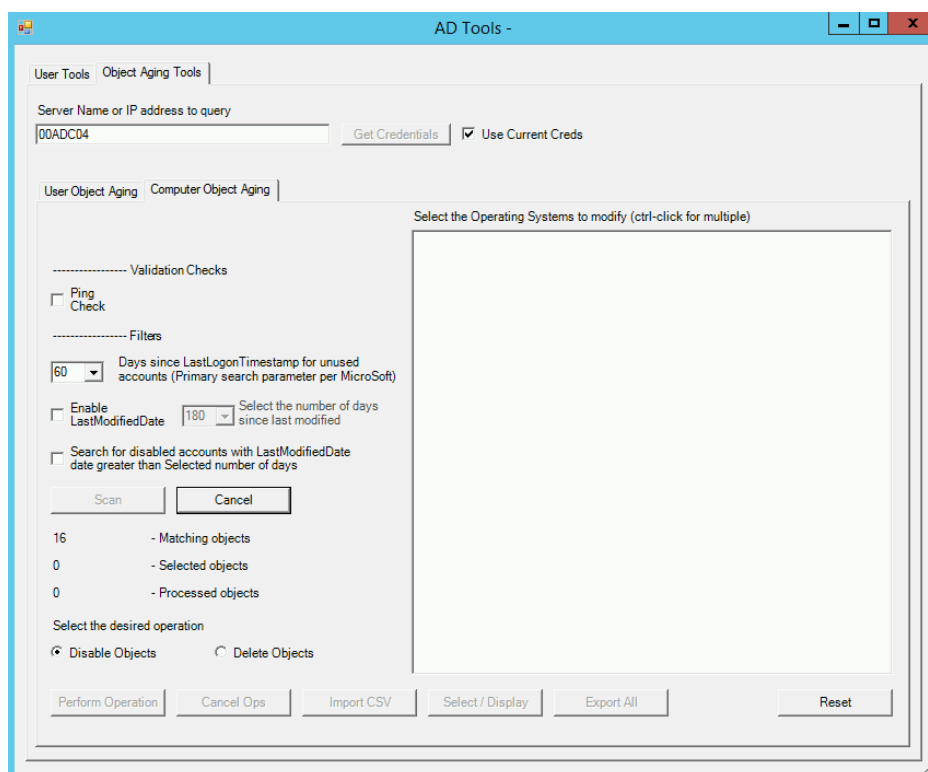 AD Tools -
User Tools
Object Aging Tools
Server Name or IP address to query
00ADC04
Get Credentials
Use Current Creds
User Object Aging
Computer Object Aging
Select the Operating Systems to modify (ctrl-click for multiple)
----------------- Validation Checks
Ping
Check
----------------- Filters
60
Days since LastLogonTimestamp for unused
accounts (Primary search parameter per MicroSoft)
Enable
LastModifiedDate
180
Select the number of days
since last modified
Search for disabled accounts with LastModifiedDate
date greater than Selected number of days
Scan
Cancel
16 - Matching objects
0 - Selected objects
0 - Processed objects
Select the desired operation
Disable Objects
Delete Objects
Perform Operation
Cancel Ops
Import CSV
Select / Display
Export All
Reset